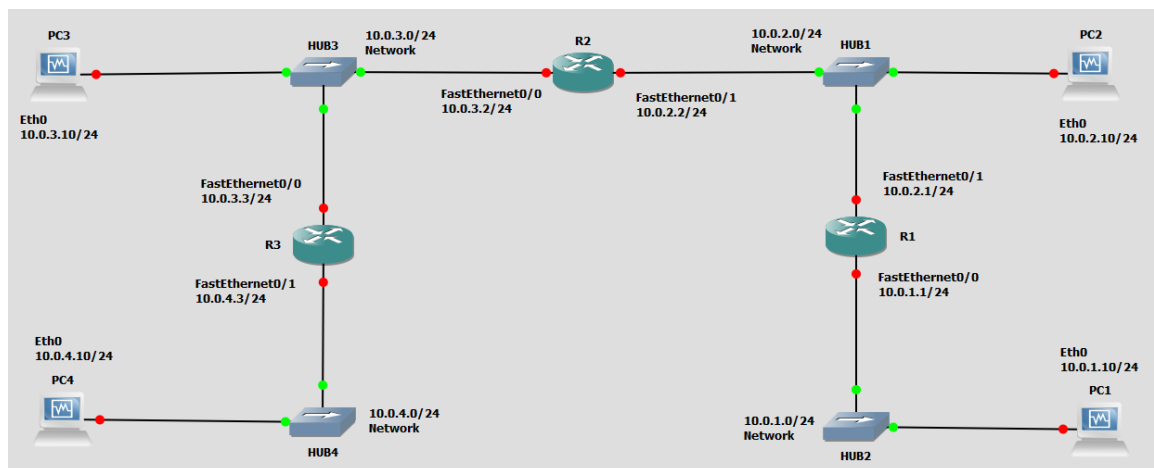 PC3
HUB3
10.0.3.0/24
Network
R2
10.0.2.0/24
Network
HUB1
PC2
FastEthernet0/0
10.0.3.2/24
FastEthernet0/1
10.0.2.2/24
Eth0
10.0.3.10/24
Eth0
10.0.2.10/24
FastEthernet0/0
10.0.3.3/24
FastEthernet0/1
10.0.2.1/24
R3
R1
FastEthernet0/1
10.0.4.3/24
FastEthernet0/0
10.0.1.1/24
Eth0
10.0.4.10/24
PC4
Eth0
10.0.1.10/24
PC1
10.0.4.0/24
Network
10.0.1.0/24
Network
HUB4
HUB2